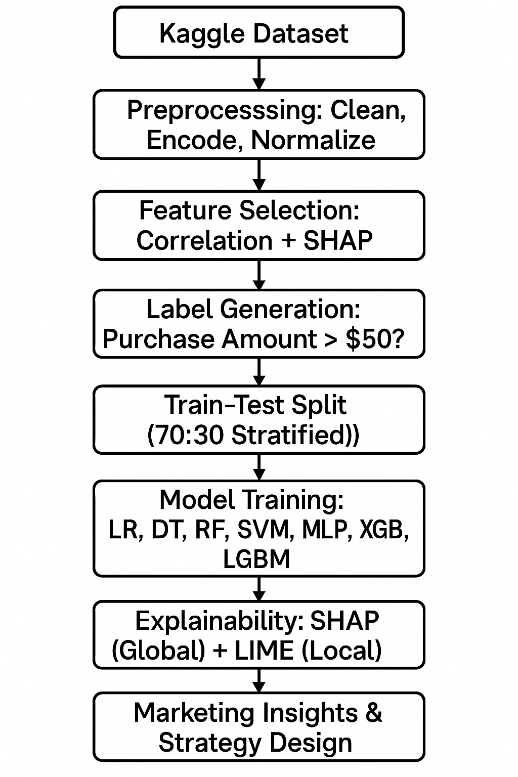 Kaggle Dataset
Preprocesssing: Clean,
Encode, Normalize
Feature Selection:
Correlation + SHAP
Label Generation:
Purchase Amount > $50?
Train-Test Split
(70:30 Stratified))
Model Training:
LR, DT, RF, SVM, MLP, XGB,
LGBM
Explainability: SHAP
(Global) + LIME (Local)
Marketing Insights &
Strategy Design